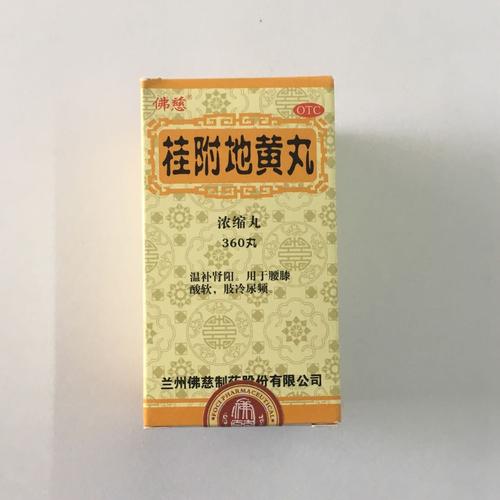 佛慈®
OTC
桂附地黄丸
浓缩丸
360丸
温补肾阳。用于腰膝
酸软，肢冷尿频。
兰州佛慈制药股份有限公司
FOCI PHARMACEUTICAL